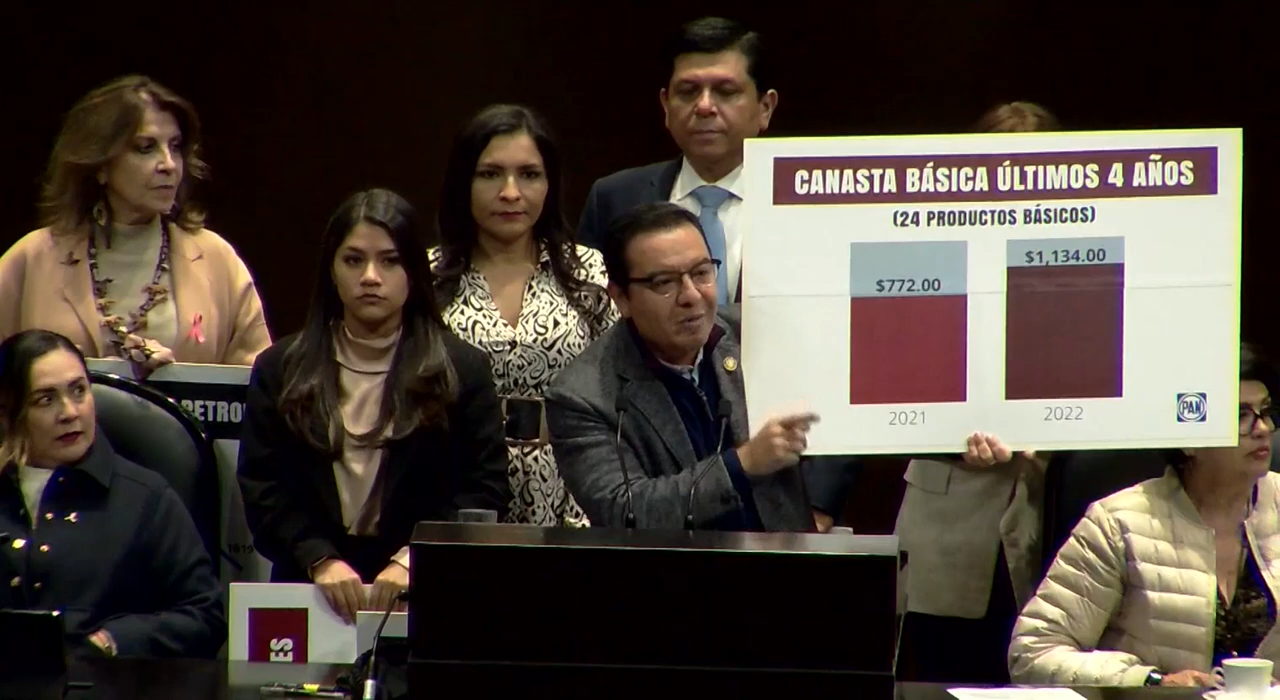 CANASTA BÁSICA ÚLTIMOS 4 AÑOS
(24 PRODUCTOS BÁSICOS)
$772.00
$1,134.00
2021
2022
PAN
PETRO
ES